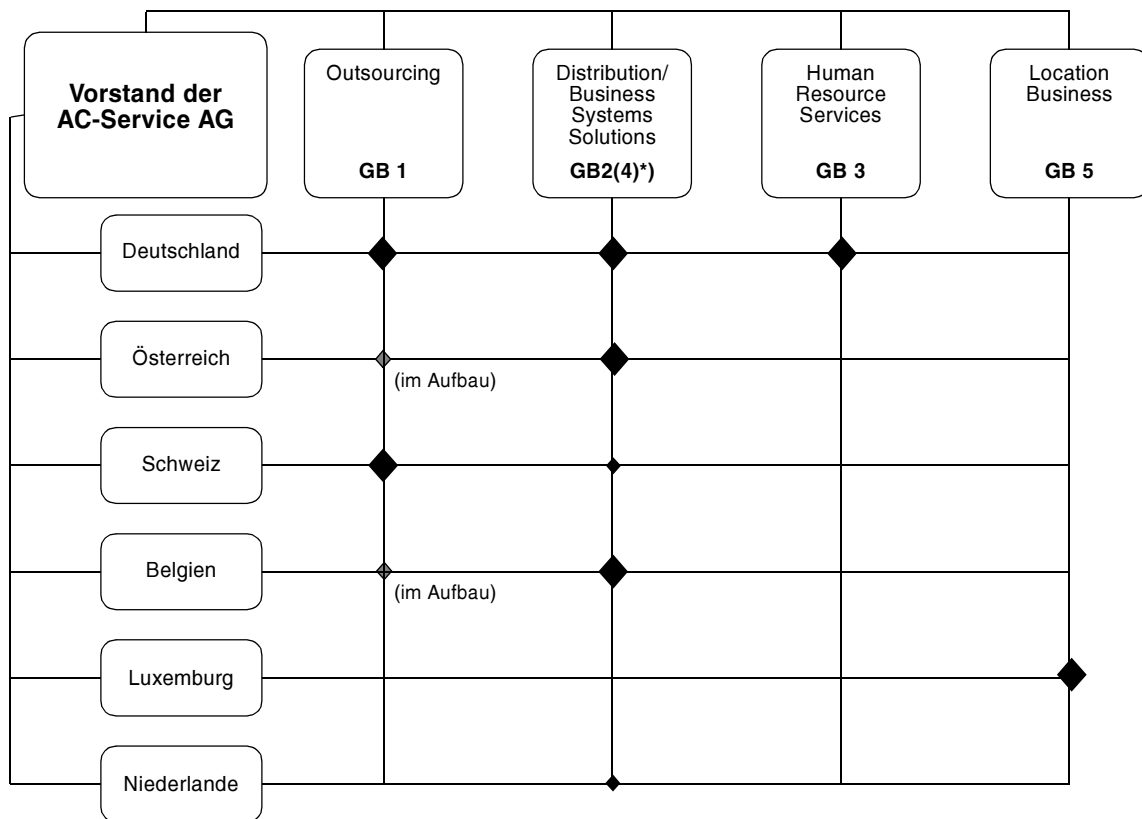 Vorstand der
AC-Service AG
Outsourcing
GB 1
Distribution/
Business
Systems
Solutions
GB2(4)*)
Human
Resource
Services
GB 3
Location
Business
GB 5
Deutschland
Österreich
(im Aufbau)
Schweiz
Belgien
(im Aufbau)
Luxemburg
Niederlande